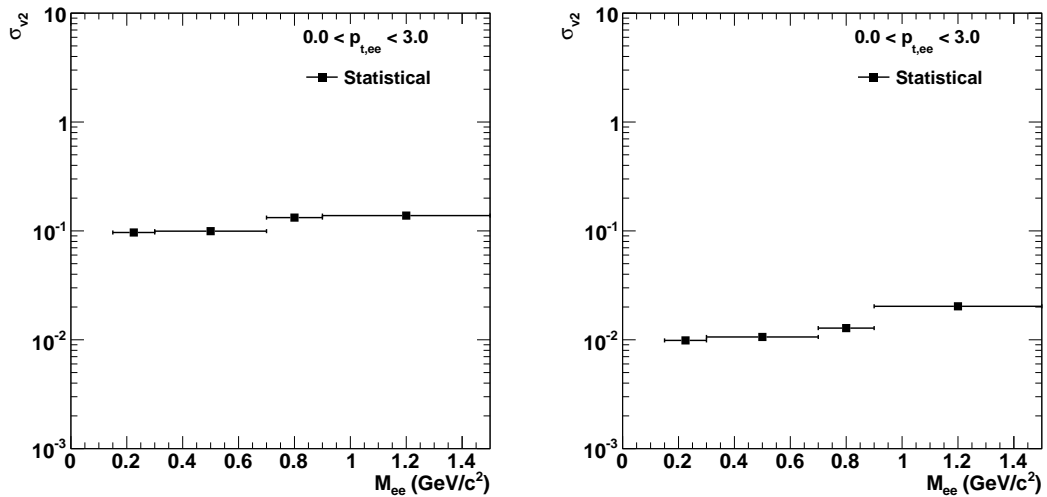 σv2
10
1
10-1
10-2
10-3
0.0 < pt,ee < 3.0
Statistical
0 0.2 0.4 0.6 0.8 1 1.2 1.4
Mee (GeV/c2)
σv2
10
1
10-1
10-2
10-3
0.0 < pt,ee < 3.0
Statistical
0 0.2 0.4 0.6 0.8 1 1.2 1.4
Mee (GeV/c2)